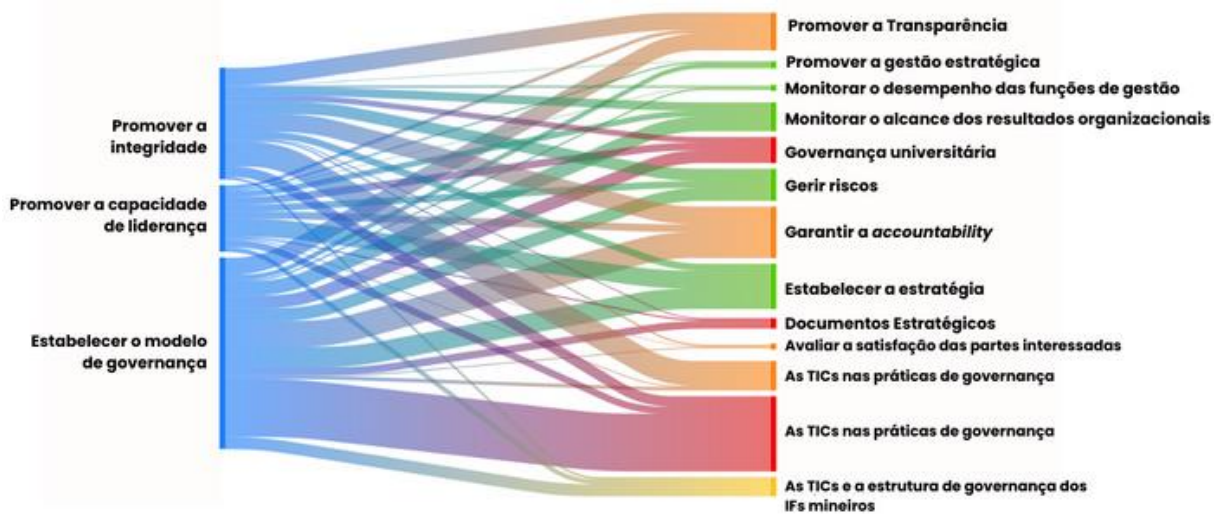 Promover a
integridade
Promover a capacidade
de liderança
Estabelecer o modelo
de governança
Promover a Transparência
Promover a gestão estratégica
Monitorar o desempenho das funções de gestão
Monitorar o alcance dos resultados organizacionais
Governança universitária
Gerir riscos
Garantir a accountability
Estabelecer a estratégia
Documentos Estratégicos
Avaliar a satisfação das partes interessadas
As TICs nas práticas de governança
As TICs nas práticas de governança
As TICs e a estrutura de governança dos
IFs mineiros